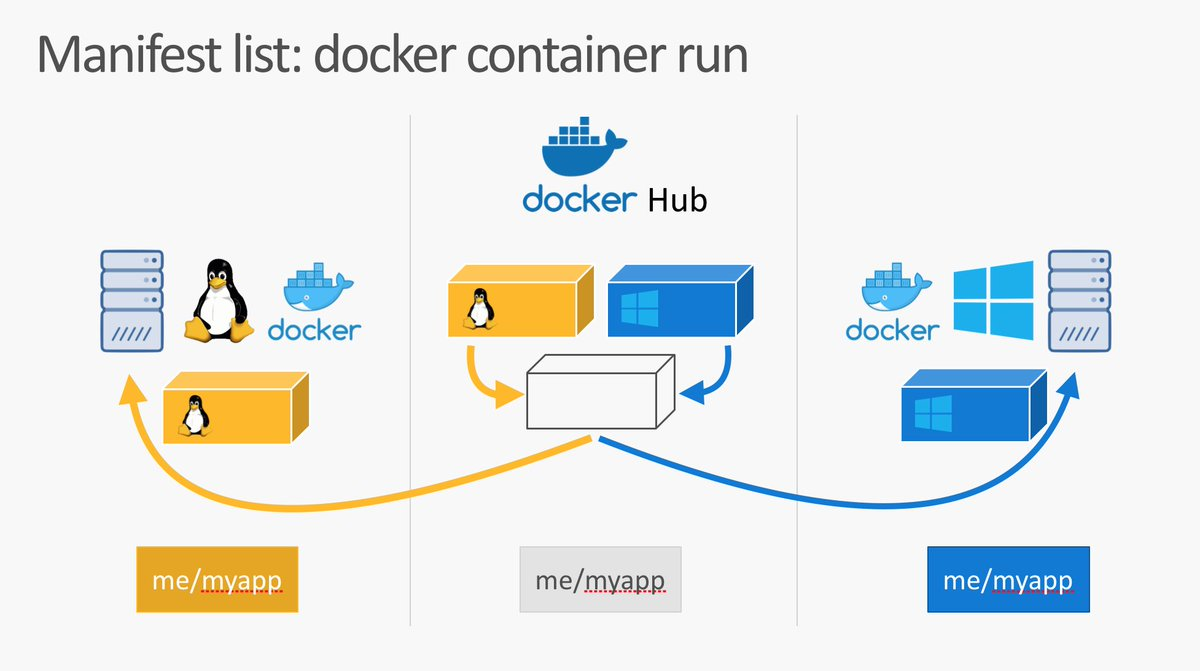 Manifest list: docker container run
docker Hub
docker
docker
me/myapp
me/myapp
me/myapp